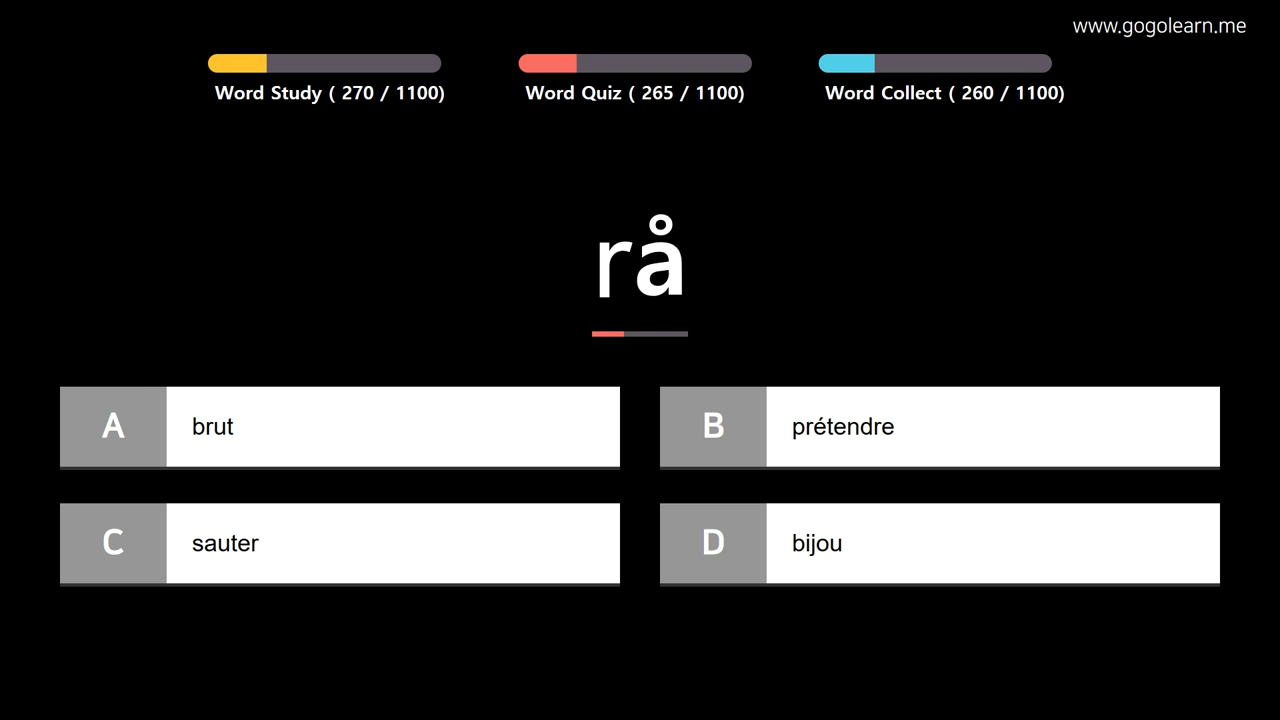 www.gogolearn.me
Word Study ( 270 / 1100)
Word Quiz ( 265 / 1100)
Word Collect ( 260 / 1100)
rå
A brut
B prétendre
C sauter
D bijou